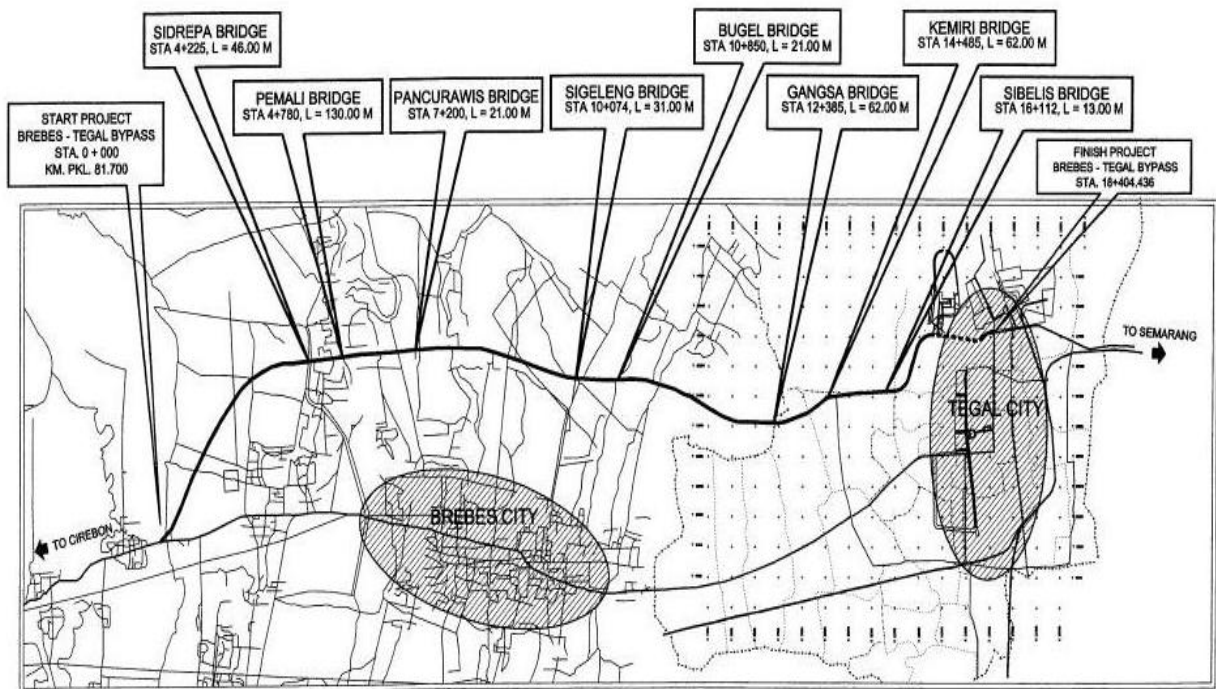 SIDREPA BRIDGE
STA 4+225, L = 46.00 M
BUGEL BRIDGE
STA 10+850, L = 21.00 M
KEMIRI BRIDGE
STA 14+485, L = 62.00 M
PEMALI BRIDGE
STA 4+780, L = 130.00 M
PANCURAWIS BRIDGE
STA 7+200, L = 21.00 M
SIGELENG BRIDGE
STA 10+074, L = 31.00 M
GANGSA BRIDGE
STA 12+385, L = 62.00 M
SIBELIS BRIDGE
STA 16+112, L = 13.00 M
START PROJECT
BREBES - TEGAL BYPASS
STA. 0 + 000
KM. PKL. 81.700
FINISH PROJECT
BREBES - TEGAL BYPASS
STA. 18+404.436
TO SEMARANG
TEGAL CITY
BREBES CITY
TO CIREBON